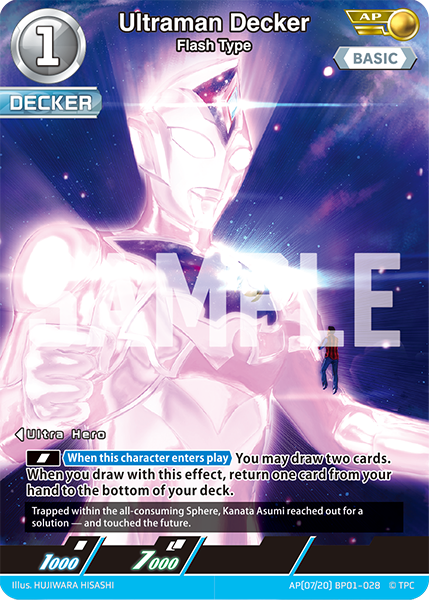 1
Ultraman Decker
Flash Type
AP
BASIC
DECKER
SAMPLE
Ultra Hero
When this character enters play You may draw two cards.
When you draw with this effect, return one card from your
hand to the bottom of your deck.
Trapped within the all-consuming Sphere, Kanata Asumi reached out for a
solution — and touched the future.
1000
7000
Illus. HUJIWARA HISASHI
AP[07/20] BP01-028 © TPC